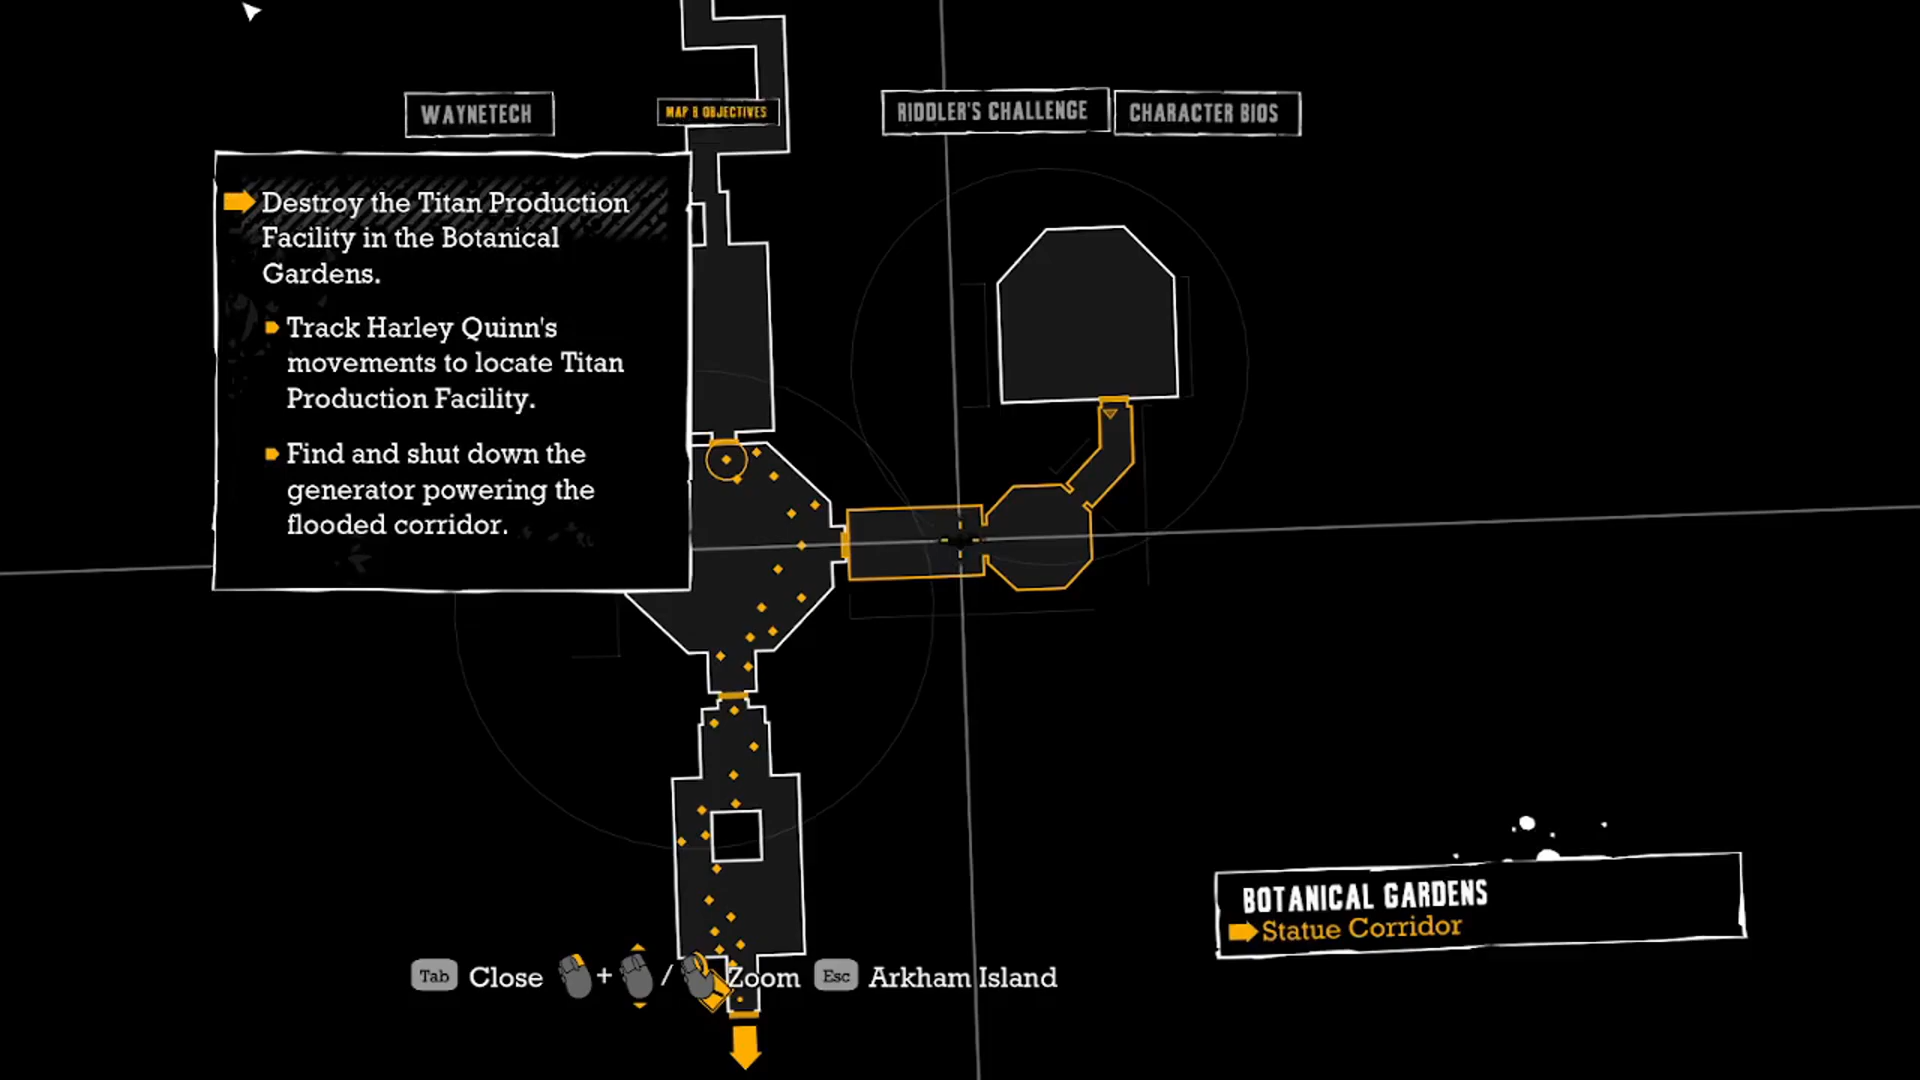 WAYNETECH
MAP & OBJECTIVES
RIDDLER'S CHALLENGE
CHARACTER BIOS
Destroy the Titan Production
Facility in the Botanical
Gardens.
Track Harley Quinn's
movements to locate Titan
Production Facility.
Find and shut down the
generator powering the
flooded corridor.
BOTANICAL GARDENS
Statue Corridor
Tab Close + / Zoom Esc Arkham Island